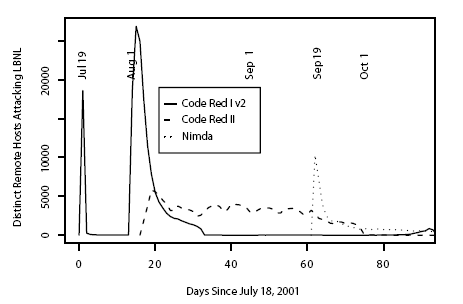 Distinct Remote Hosts Attacking LBNL
20000
10000
5000
0
Jul 19
Aug 1
Sep 1
Sep 19
Oct 1
Code Red I v2
Code Red II
Nimda
0
20
40
60
80
Days Since July 18, 2001